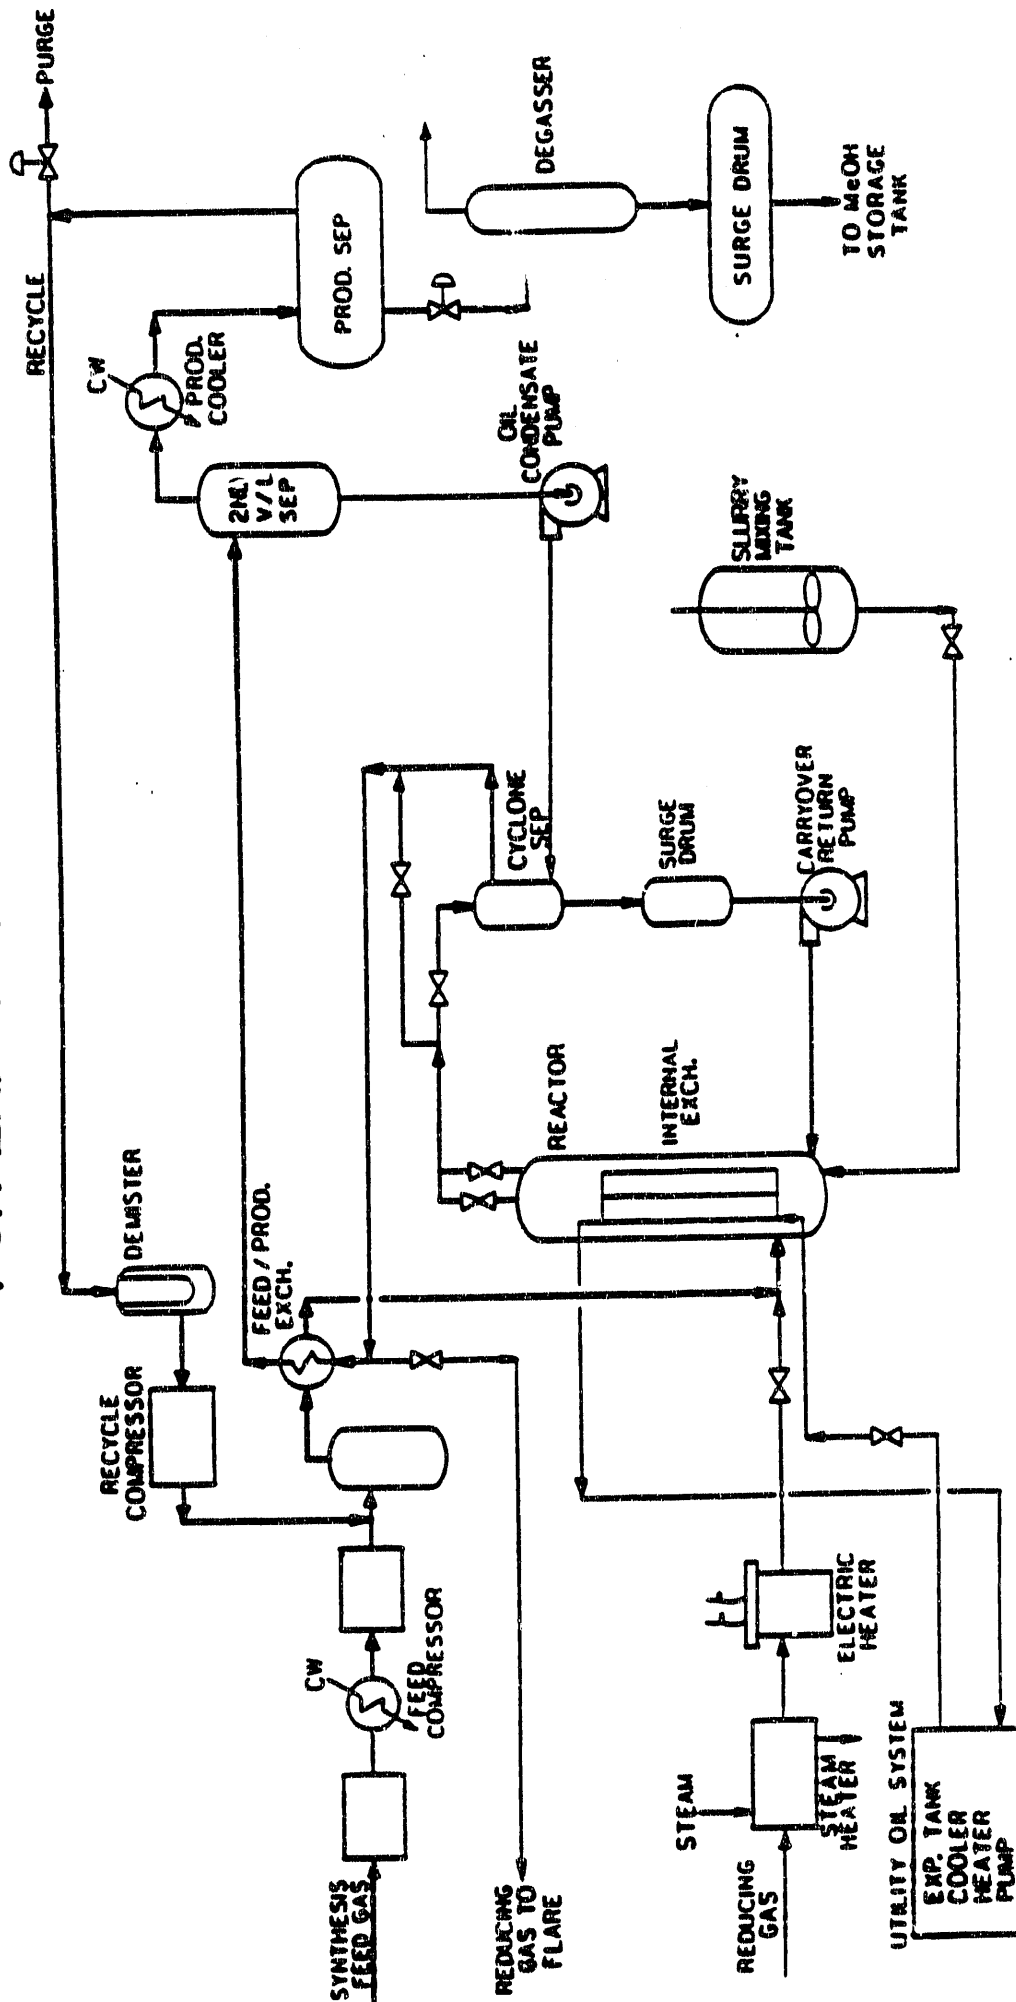 PURGE
RECYCLE
CW
PROD.
COOLER
PROD. SEP
DEGASSER
SURGE DRUM
TO MeOH
STORAGE
TANK
2ND
V/L
SEP
OIL
CONDENSATE
PUMP
SLURRY
MIXING
TANK
CYCLONE
SEP
SURGE
DRUM
CARRYOVER
RETURN
PUMP
REACTOR
INTERNAL
EXCH.
DEMISTER
FEED/PROD.
EXCH.
RECYCLE
COMPRESSOR
CW
FEED
COMPRESSOR
SYNTHESIS
FEED GAS
REDUCING
GAS TO
FLARE
ELECTRIC
HEATER
STEAM
STEAM
HEATER
REDUCING
GAS
UTILITY OIL SYSTEM
EXP. TANK
COOLER
HEATER
PUMP